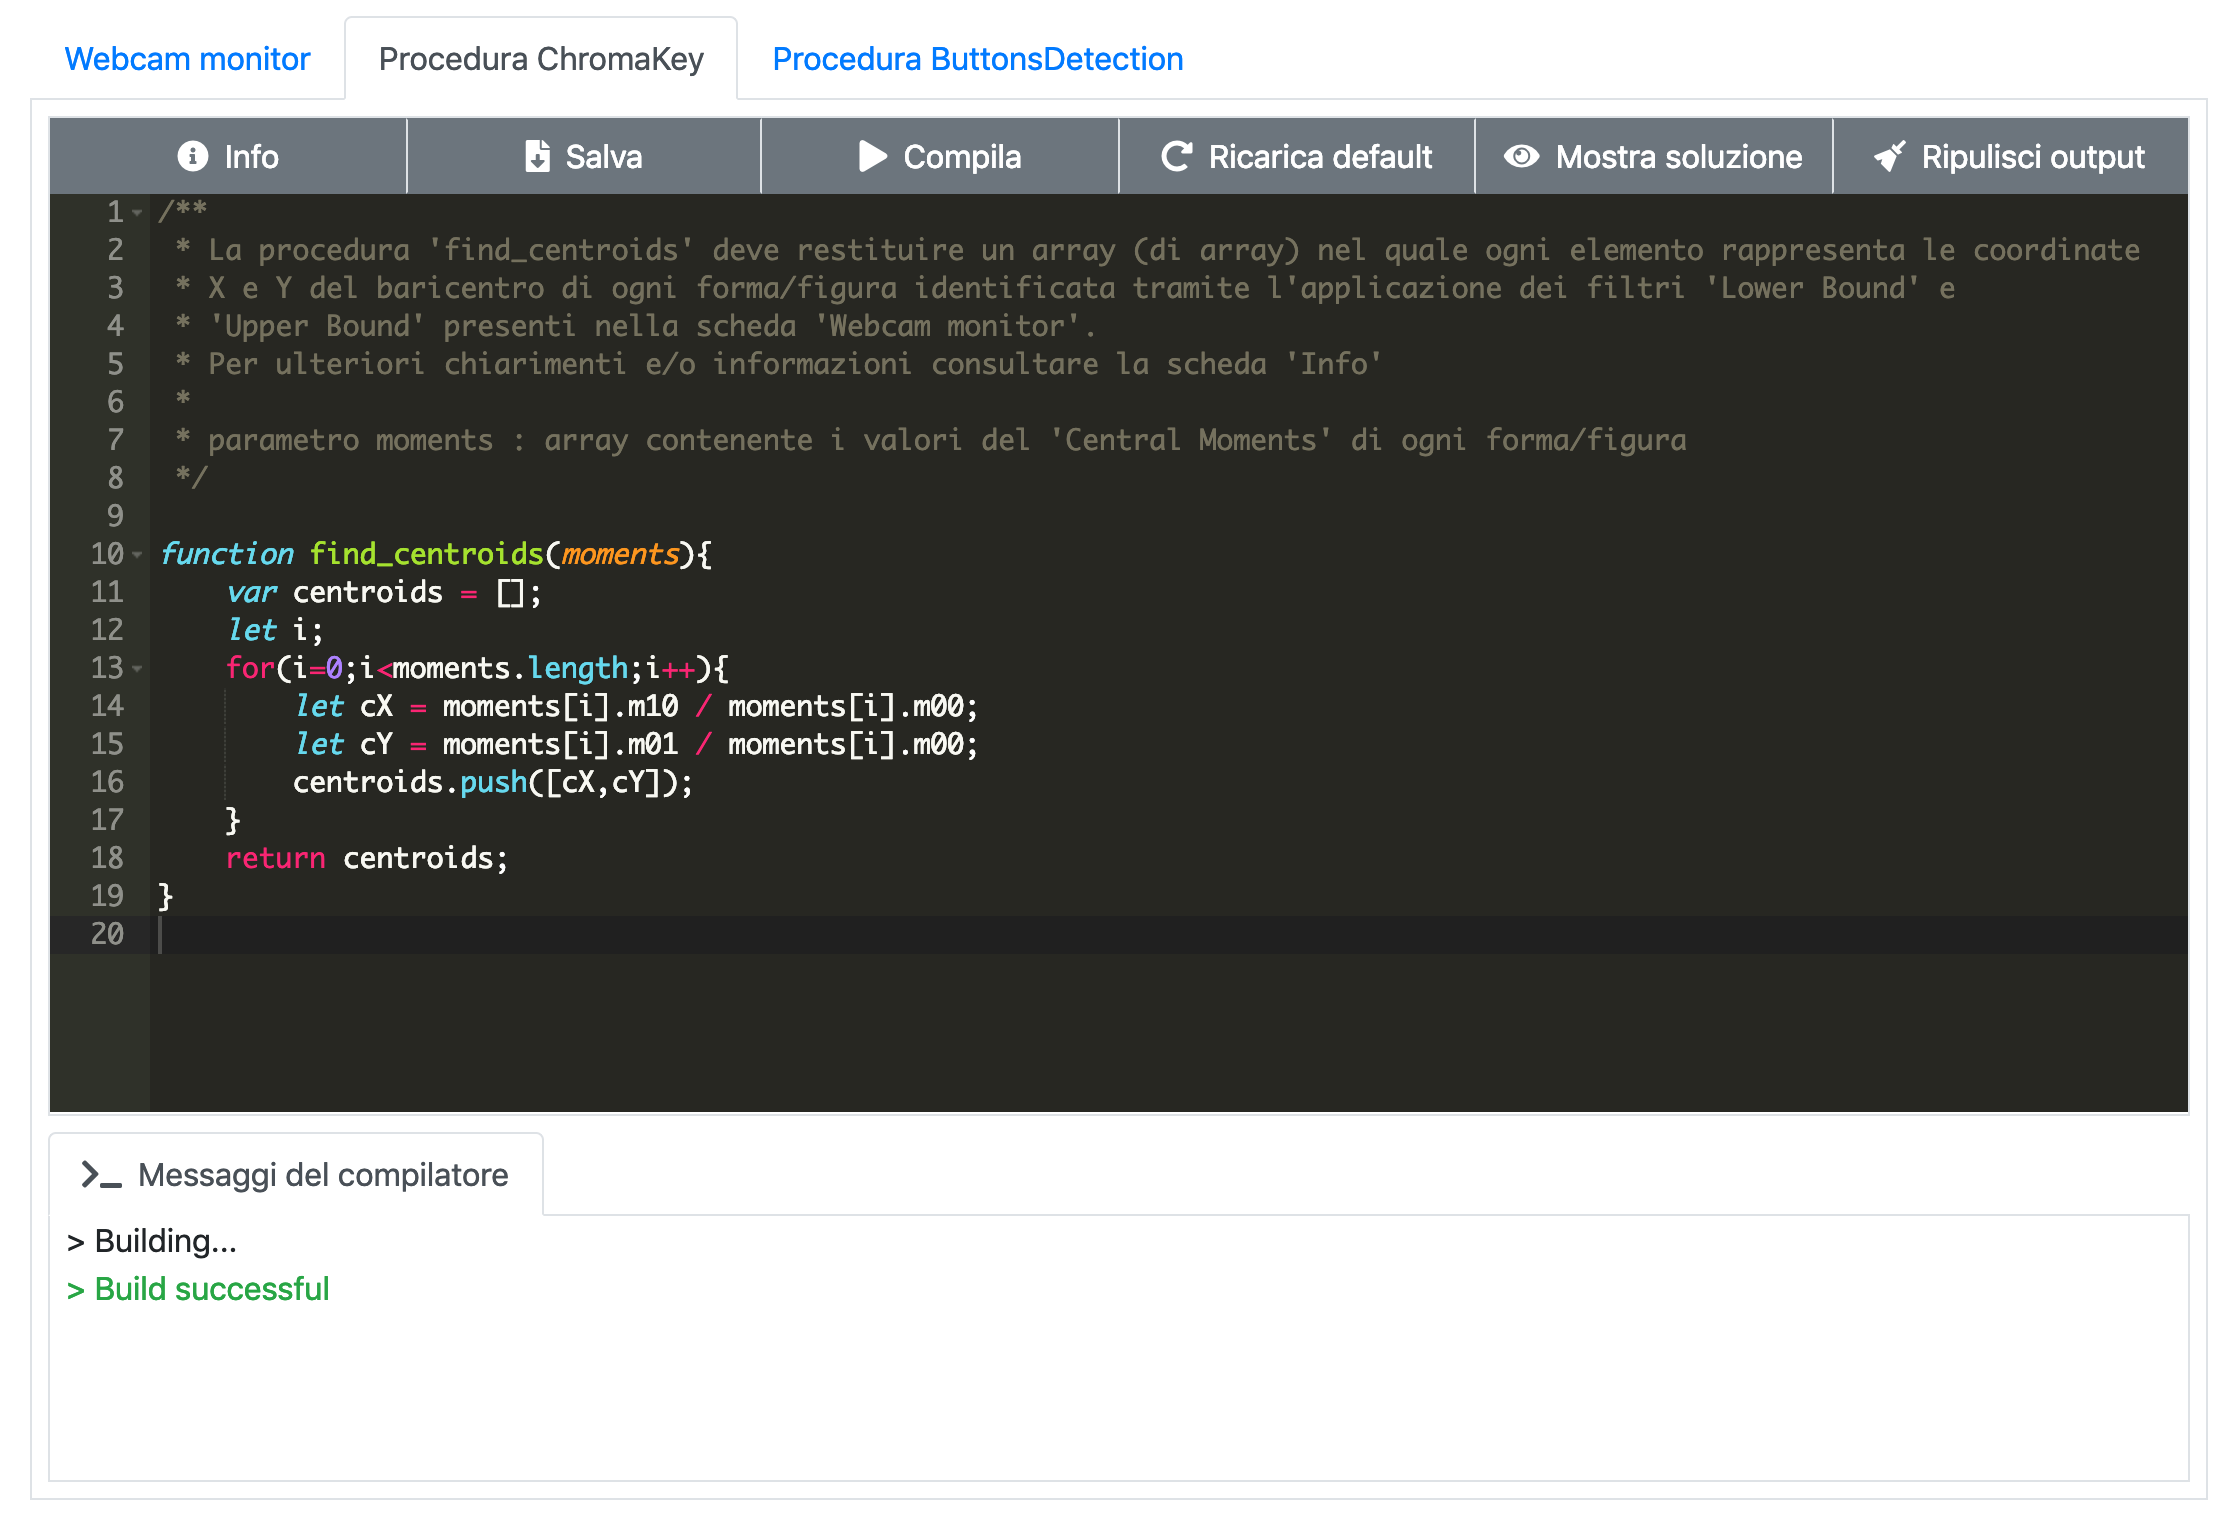 Webcam monitor Procedura ChromaKey Procedura ButtonsDetection
Info Salva Compila Ricarica default Mostra soluzione Ripulisci output
1 /**
2  * La procedura 'find_centroids' deve restituire un array (di array) nel quale ogni elemento rappresenta le coordinate
3  * X e Y del baricentro di ogni forma/figura identificata tramite l'applicazione dei filtri 'Lower Bound' e
4  * 'Upper Bound' presenti nella scheda 'Webcam monitor'.
5  * Per ulteriori chiarimenti e/o informazioni consultare la scheda 'Info'
6  *
7  * parametro moments : array contenente i valori del 'Central Moments' di ogni forma/figura
8  */
9
10 function find_centroids(moments){
11     var centroids = [];
12     let i;
13     for(i=0;i<moments.length;i++){
14         let cX = moments[i].m10 / moments[i].m00;
15         let cY = moments[i].m01 / moments[i].m00;
16         centroids.push([cX,cY]);
17     }
18     return centroids;
19 }
20
>_ Messaggi del compilatore
> Building...
> Build successful